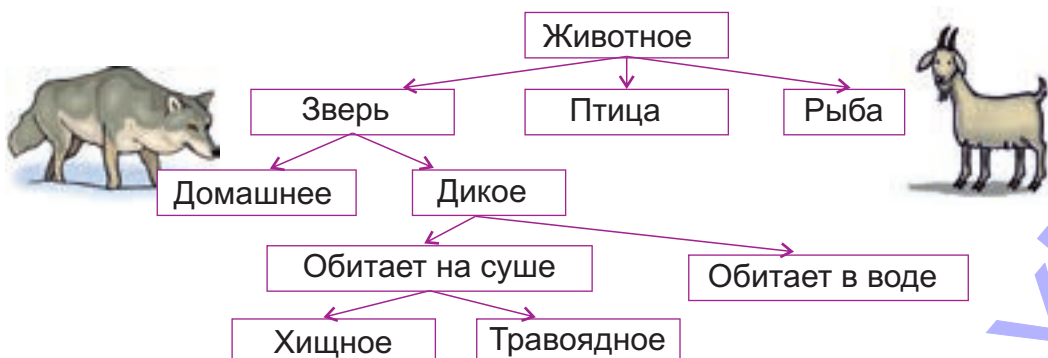 Животное
Зверь Птица Рыба
Домашнее Дикое
Обитает на суше Обитает в воде
Хищное Травоядное